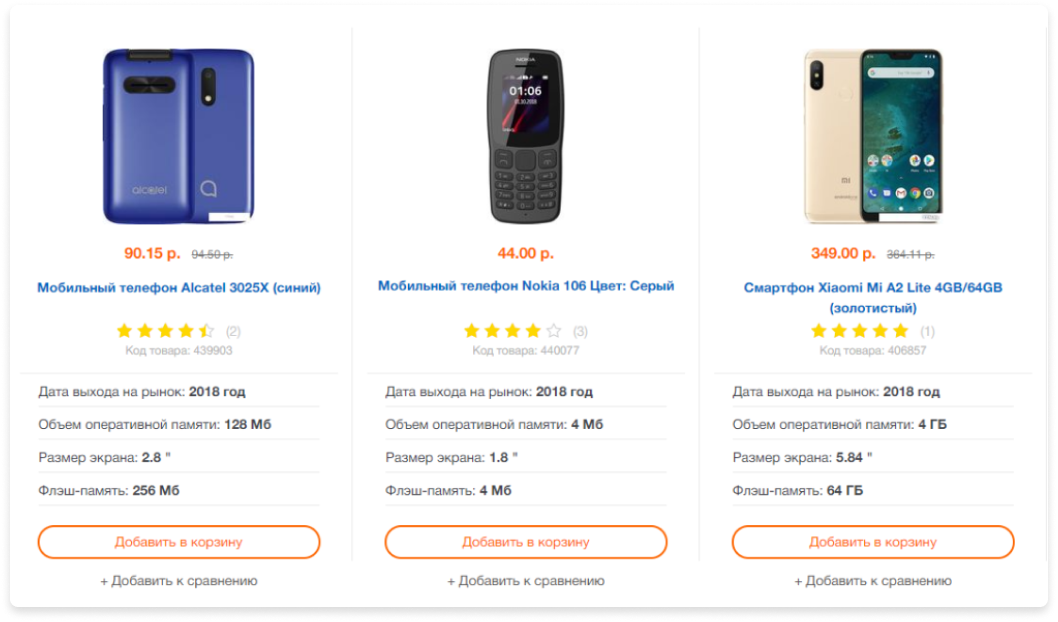 alcatel
NOKIA
01:06
90.15 р. 94.50 р.
Мобильный телефон Alcatel 3025X (синий)
(2)
Код товара: 439903
Дата выхода на рынок: 2018 год
Объем оперативной памяти: 128 Мб
Размер экрана: 2.8 "
Флэш-память: 256 Мб
Добавить в корзину
+ Добавить к сравнению
44.00 р.
Мобильный телефон Nokia 106 Цвет: Серый
(3)
Код товара: 440077
Дата выхода на рынок: 2018 год
Объем оперативной памяти: 4 Мб
Размер экрана: 1.8 "
Флэш-память: 4 Мб
Добавить в корзину
+ Добавить к сравнению
349.00 р. 364.11 р.
Смартфон Xiaomi Mi A2 Lite 4GB/64GB
(золотистый)
(1)
Код товара: 406857
Дата выхода на рынок: 2018 год
Объем оперативной памяти: 4 ГБ
Размер экрана: 5.84 "
Флэш-память: 64 ГБ
Добавить в корзину
+ Добавить к сравнению